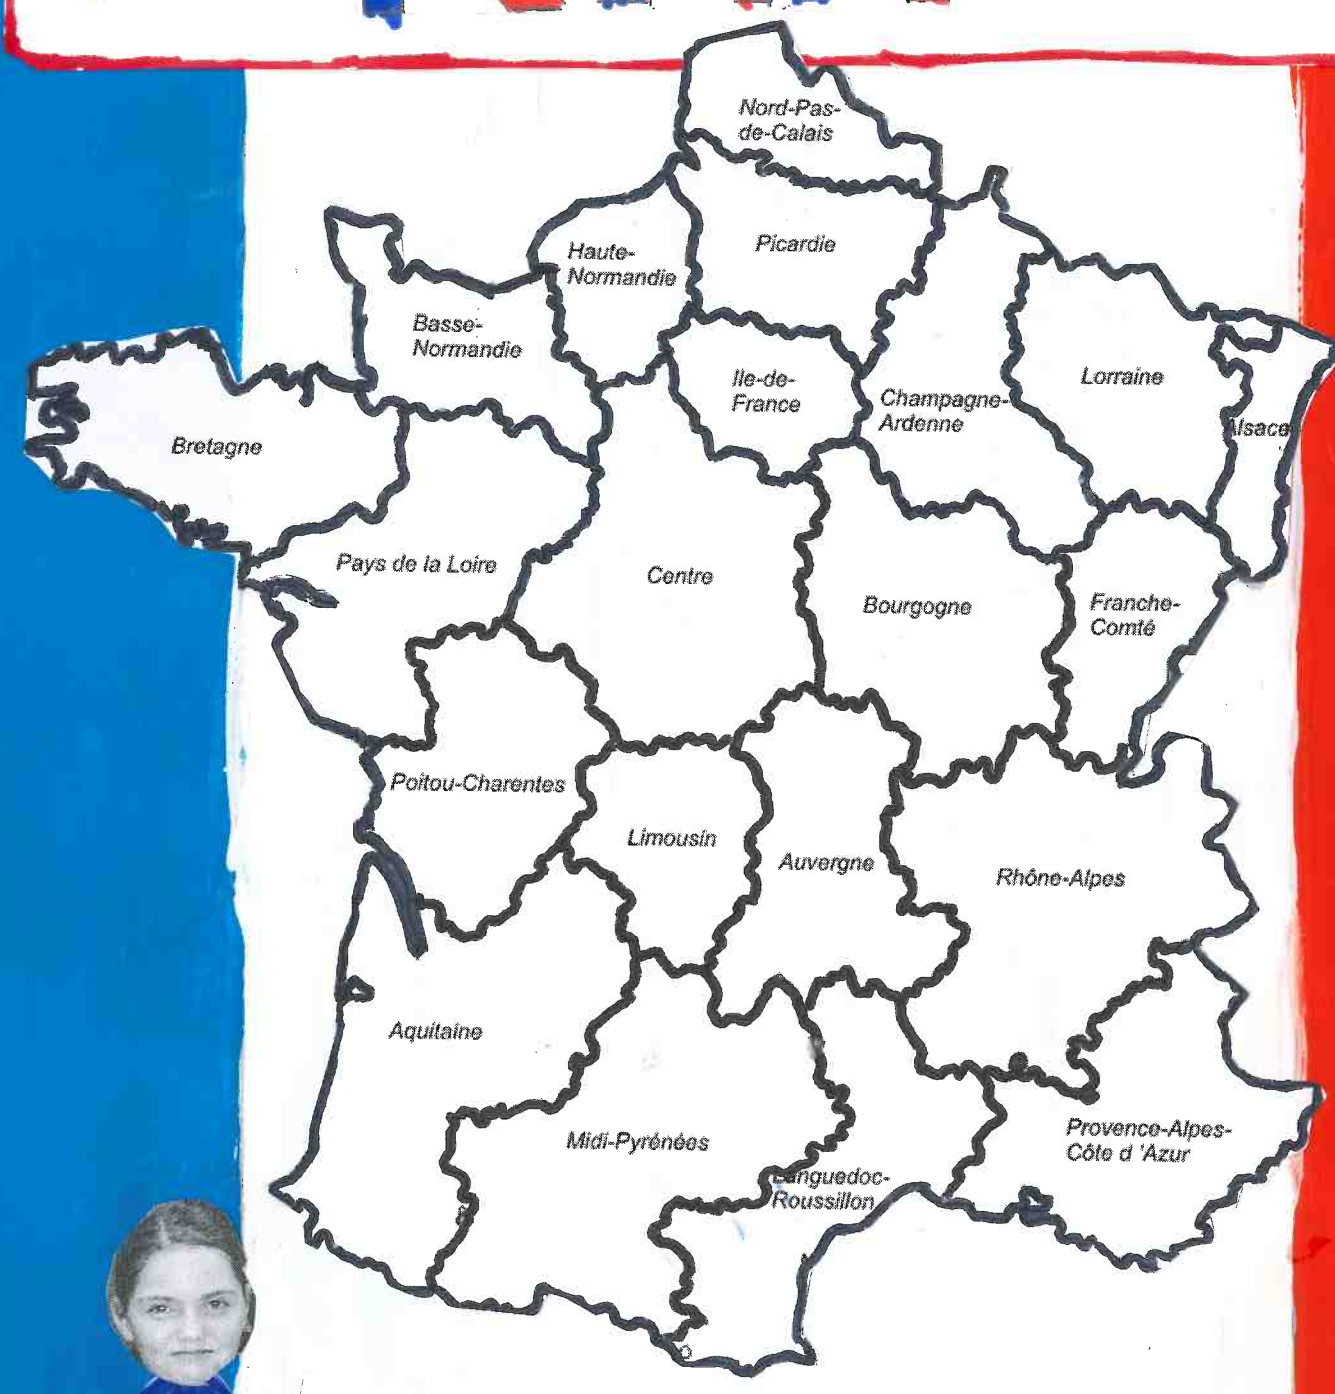 Nord-Pas-
de-Calais
Picardie
Haute-
Normandie
Basse-
Normandie
Ile-de-
France
Champagne-
Ardenne
Lorraine
Alsace
Bretagne
Pays de la Loire
Centre
Bourgogne
Franche-
Comté
Poitou-Charentes
Limousin
Auvergne
Rhône-Alpes
Aquitaine
Midi-Pyrénées
Languedoc-
Roussillon
Provence-Alpes-
Côte d 'Azur